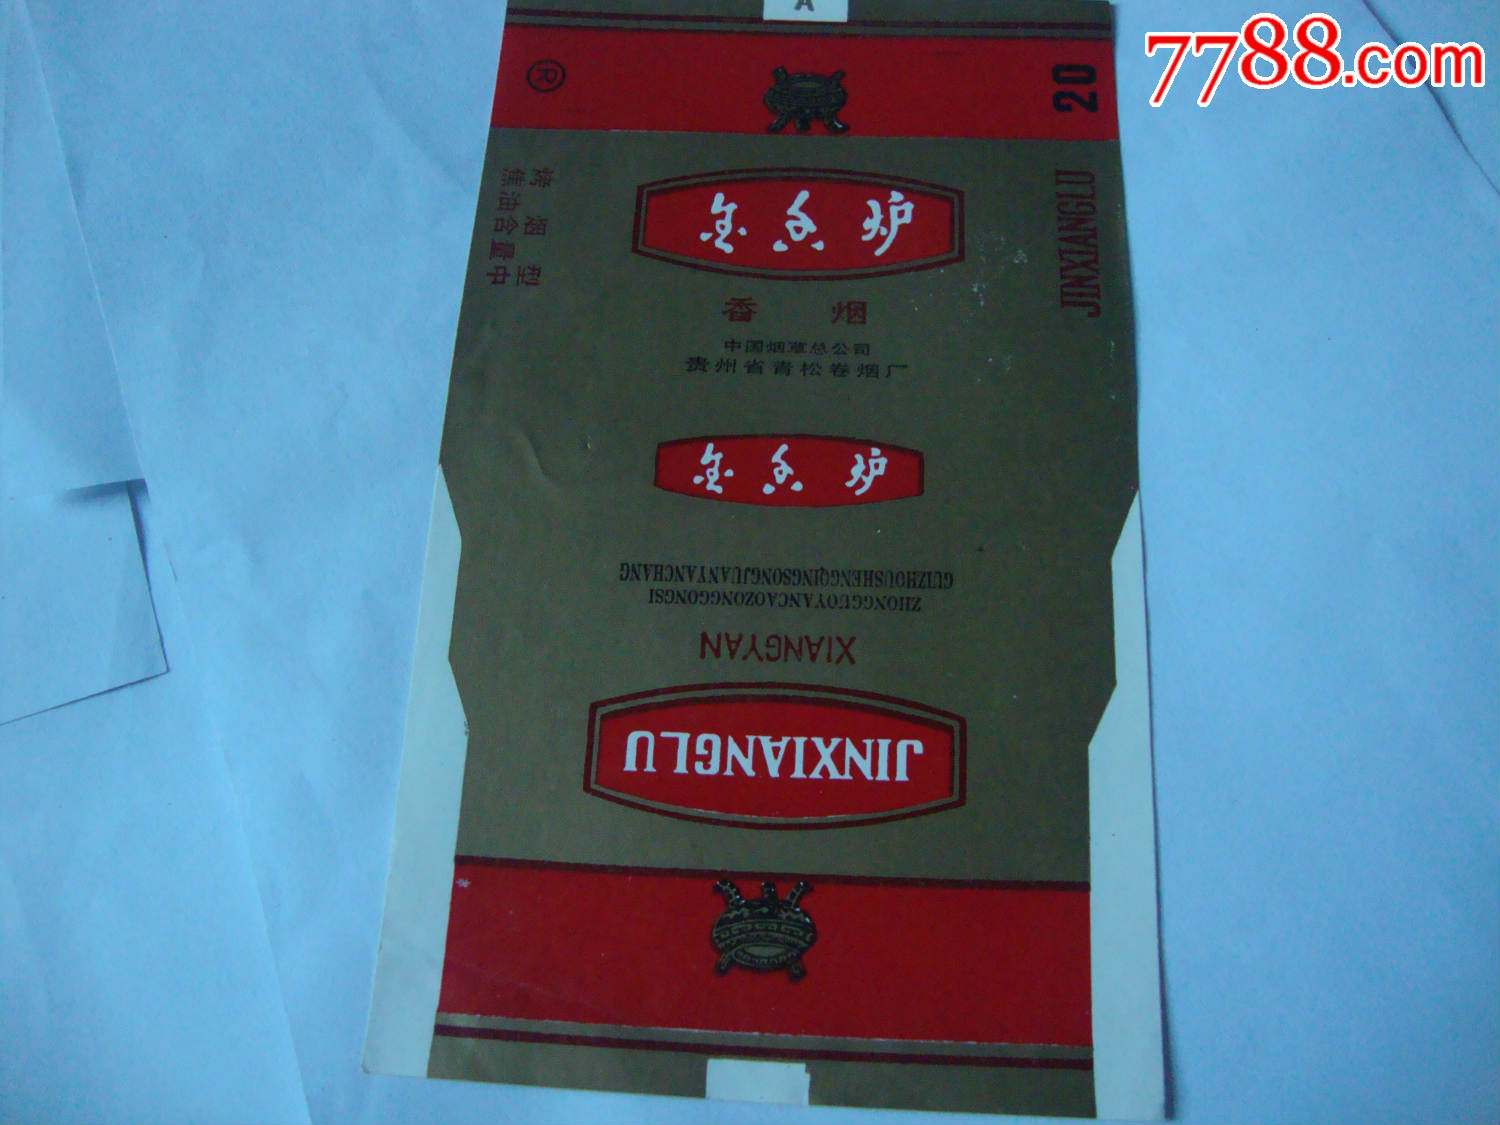 A
7788.com
®
20
JINXIANGLU
烤烟型
焦油含量中
金香炉
香烟
中国烟草总公司
贵州省青松卷烟厂
金香炉
GUIZHOUSHENGQINGSONGJUANYANCHANG
ZHONGGUOYANCAOZONGGONGSI
XIANGYAN
JINXIANGLU